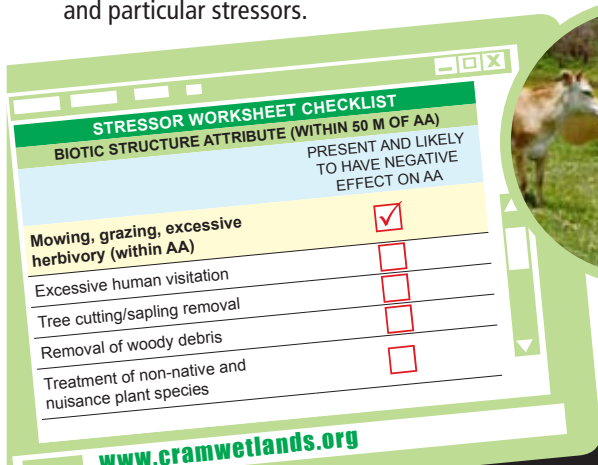 and particular stressors.
STRESSOR WORKSHEET CHECKLIST
BIOTIC STRUCTURE ATTRIBUTE (WITHIN 50 M OF AA)
PRESENT AND LIKELY
TO HAVE NEGATIVE
EFFECT ON AA
Mowing, grazing, excessive
herbivory (within AA)
Excessive human visitation
Tree cutting/sapling removal
Removal of woody debris
Treatment of non-native and
nuisance plant species
www.cramwetlands.org